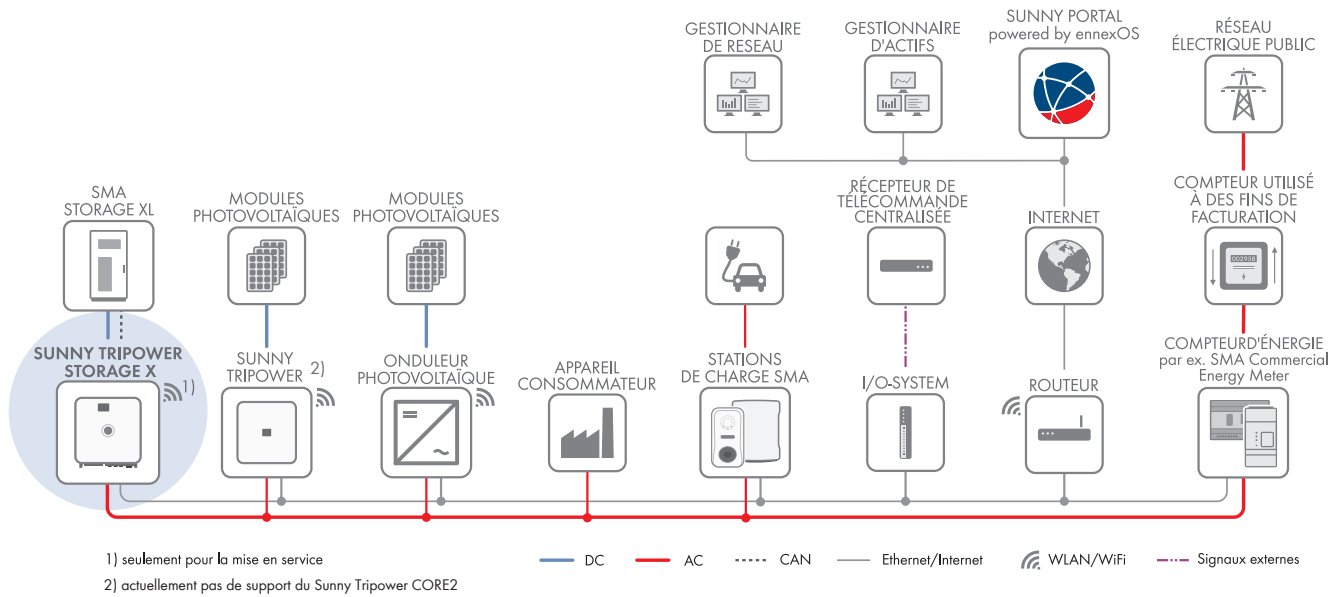 GESTIONNAIRE
DE RESEAU
GESTIONNAIRE
D'ACTIFS
SUNNY PORTAL
powered by ennexOS
RÉSEAU
ÉLECTRIQUE PUBLIC
SMA
STORAGE XL
MODULES
PHOTOVOLTAÏQUES
MODULES
PHOTOVOLTAÏQUES
RÉCEPTEUR DE
TÉLÉCOMMANDE
CENTRALISÉE
INTERNET
COMPTEUR UTILISÉ
À DES FINS DE
FACTURATION
002938
SUNNY TRIPOWER
STORAGE X
1)
SUNNY
TRIPOWER
2)
ONDULEUR
PHOTOVOLTAÏQUE
APPAREIL
CONSOMMATEUR
STATIONS
DE CHARGE SMA
I/O-SYSTEM
ROUTEUR
COMPTEURD'ÉNERGIE
par ex. SMA Commercial
Energy Meter
1) seulement pour la mise en service
2) actuellement pas de support du Sunny Tripower CORE2
DC
AC
CAN
Ethernet/Internet
WLAN/WiFi
Signaux externes